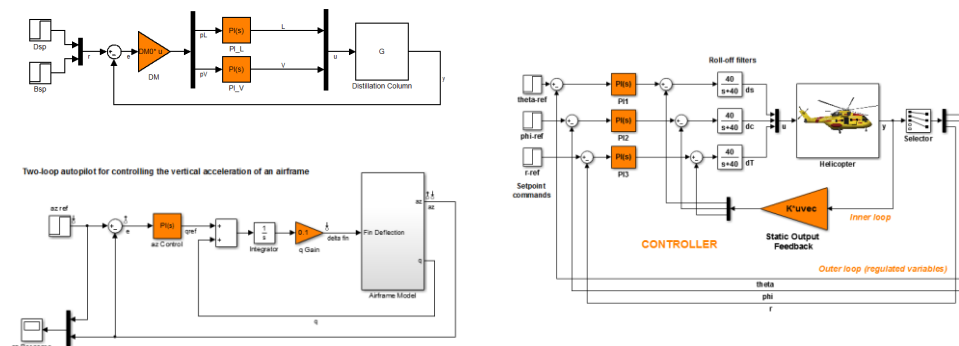 Dsp
Bsp
r
e
DM0* u
DM
pL
PI(s)
PI_L
L
pV
PI(s)
PI_V
V
u
G
Distillation Column
y
Two-loop autopilot for controlling the vertical acceleration of an airframe
az ref
e
PI(s)
az Control
qref
+
+
1
s
Integrator
0.1
q Gain
delta fin
Fin Deflection
az
az
q
Airframe Model
q
Roll-off filters
theta-ref
PI(s)
PI1
40
s+40
ds
phi-ref
PI(s)
PI2
40
s+40
dc
r-ref
PI(s)
PI3
40
s+40
dT
u
Helicopter
y
Selector
Setpoint
commands
K*uvec
Static Output
Feedback
Inner loop
CONTROLLER
Outer loop (regulated variables)
theta
phi
r